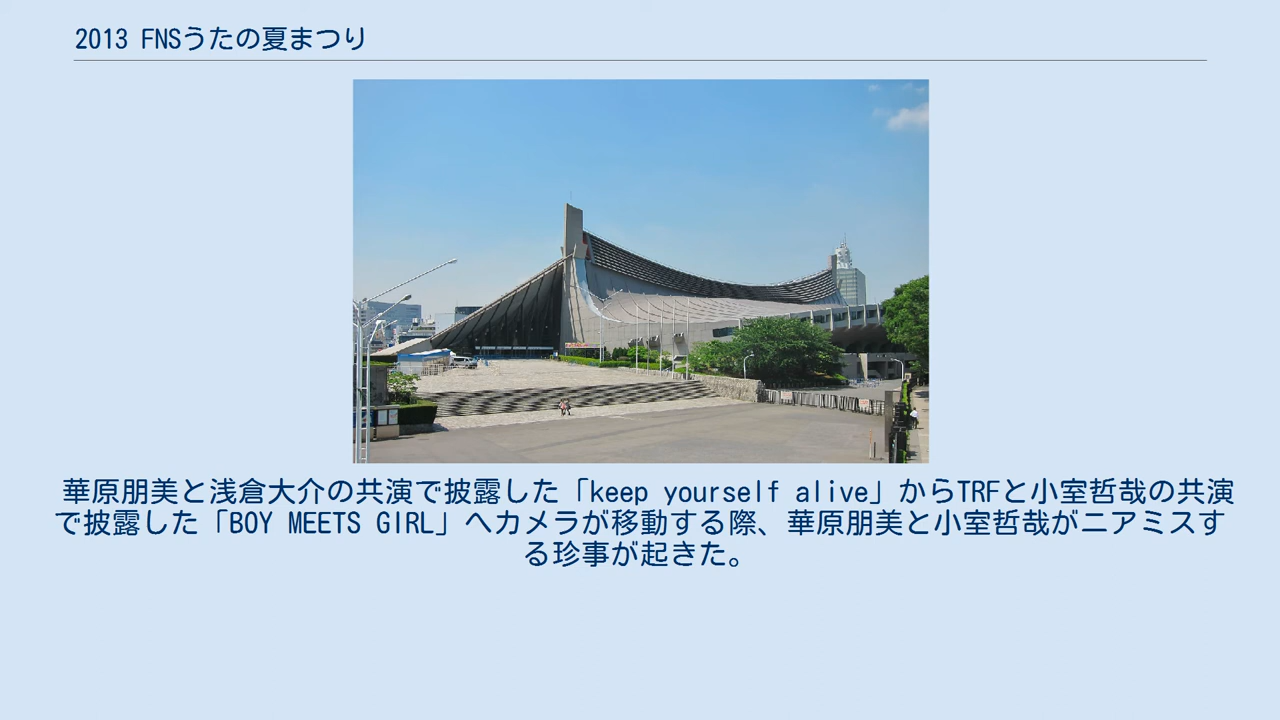 2013 FNSうたの夏まつり
華原朋美と浅倉大介の共演で披露した「keep yourself alive」からTRFと小室哲哉の共演
で披露した「BOY MEETS GIRL」へカメラが移動する際、華原朋美と小室哲哉がニアミスす
る珍事が起きた。